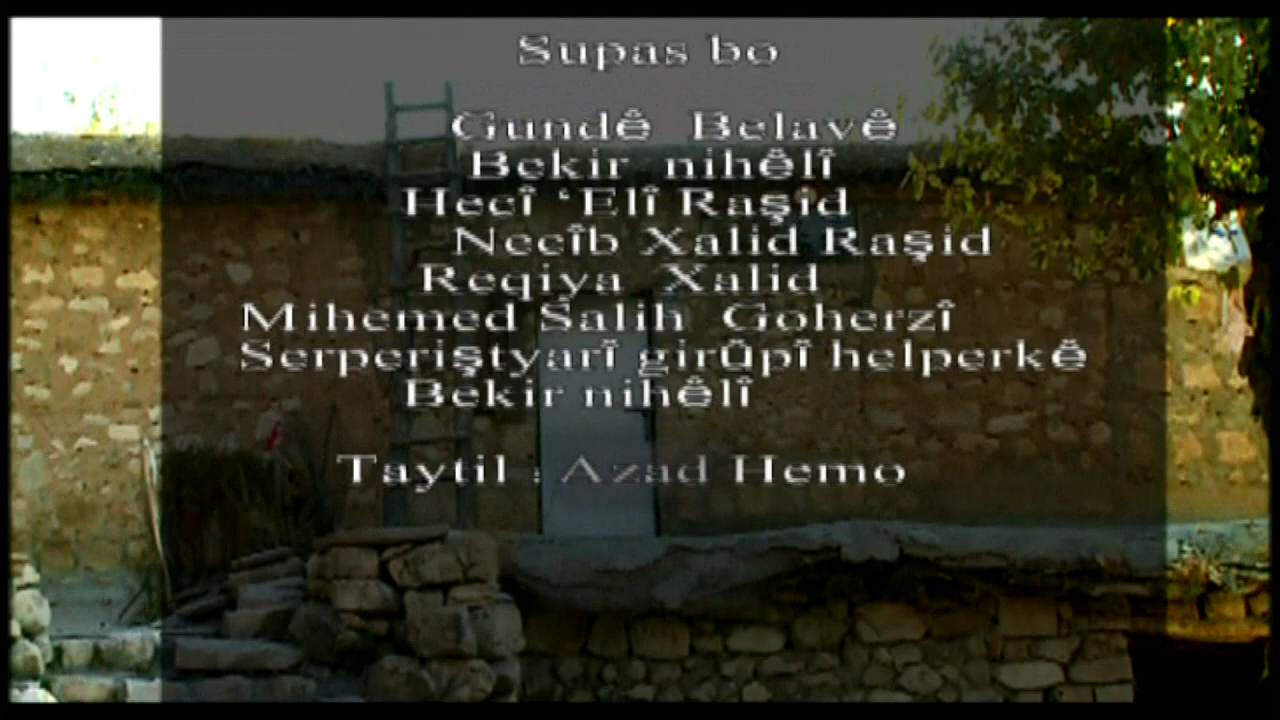 Supas bo
Gundê Belavê
Bekir nihêlî
Hecî ‘Elî Raşid
Necîb Xalid Raşid
Reqiya Xalid
Mihemed Salih Goherzî
Serperiştyarî girûpî helperkê
Bekir nihêlî
Taytil : Azad Hemo